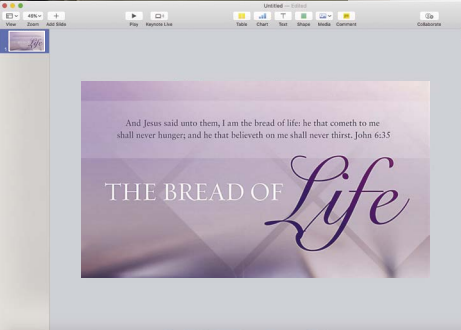 Untitled — Edited
View
46%
Zoom
Add Slide
Play
Keynote Live
Table
Chart
Text
Shape
Media
Comment
Collaborate
And Jesus said unto them, I am the bread of life: he that cometh to me
shall never hunger; and he that believeth on me shall never thirst. John 6:35
THE BREAD OF Life